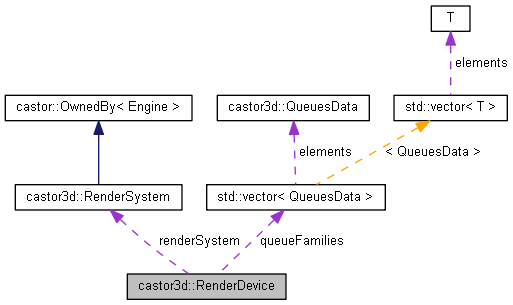 T
elements
castor::OwnedBy< Engine >
castor3d::QueuesData
std::vector< T >
elements
< QueuesData >
castor3d::RenderSystem
std::vector< QueuesData >
renderSystem
queueFamilies
castor3d::RenderDevice